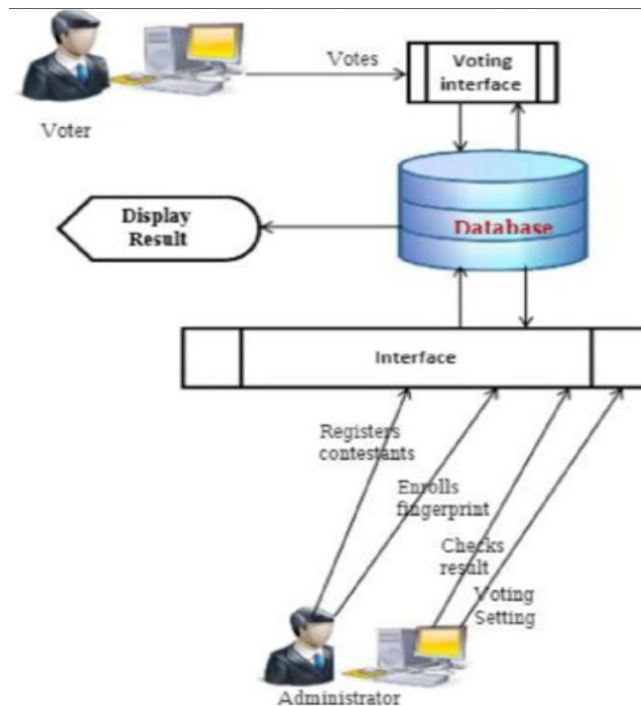 Votes
Voting
interface
Voter
Display
Result
Database
Interface
Registers
contestants
Enrolls
fingerprint
Checks
result
Voting
Setting
Administrator